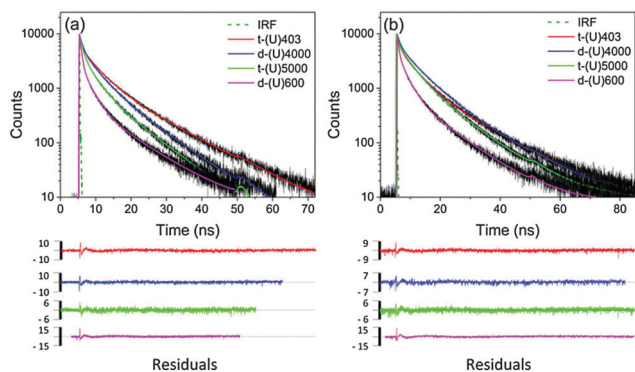 (a)
IRF
t-(U)403
d-(U)4000
t-(U)5000
d-(U)600
Counts
10000
1000
100
10
0 10 20 30 40 50 60 70
Time (ns)
10
-10
10
-10
6
-6
15
-15
Residuals
(b)
IRF
t-(U)403
d-(U)4000
t-(U)5000
d-(U)600
Counts
10000
1000
100
10
0 20 40 60 80
Time (ns)
9
-9
7
-7
6
-6
15
-15
Residuals